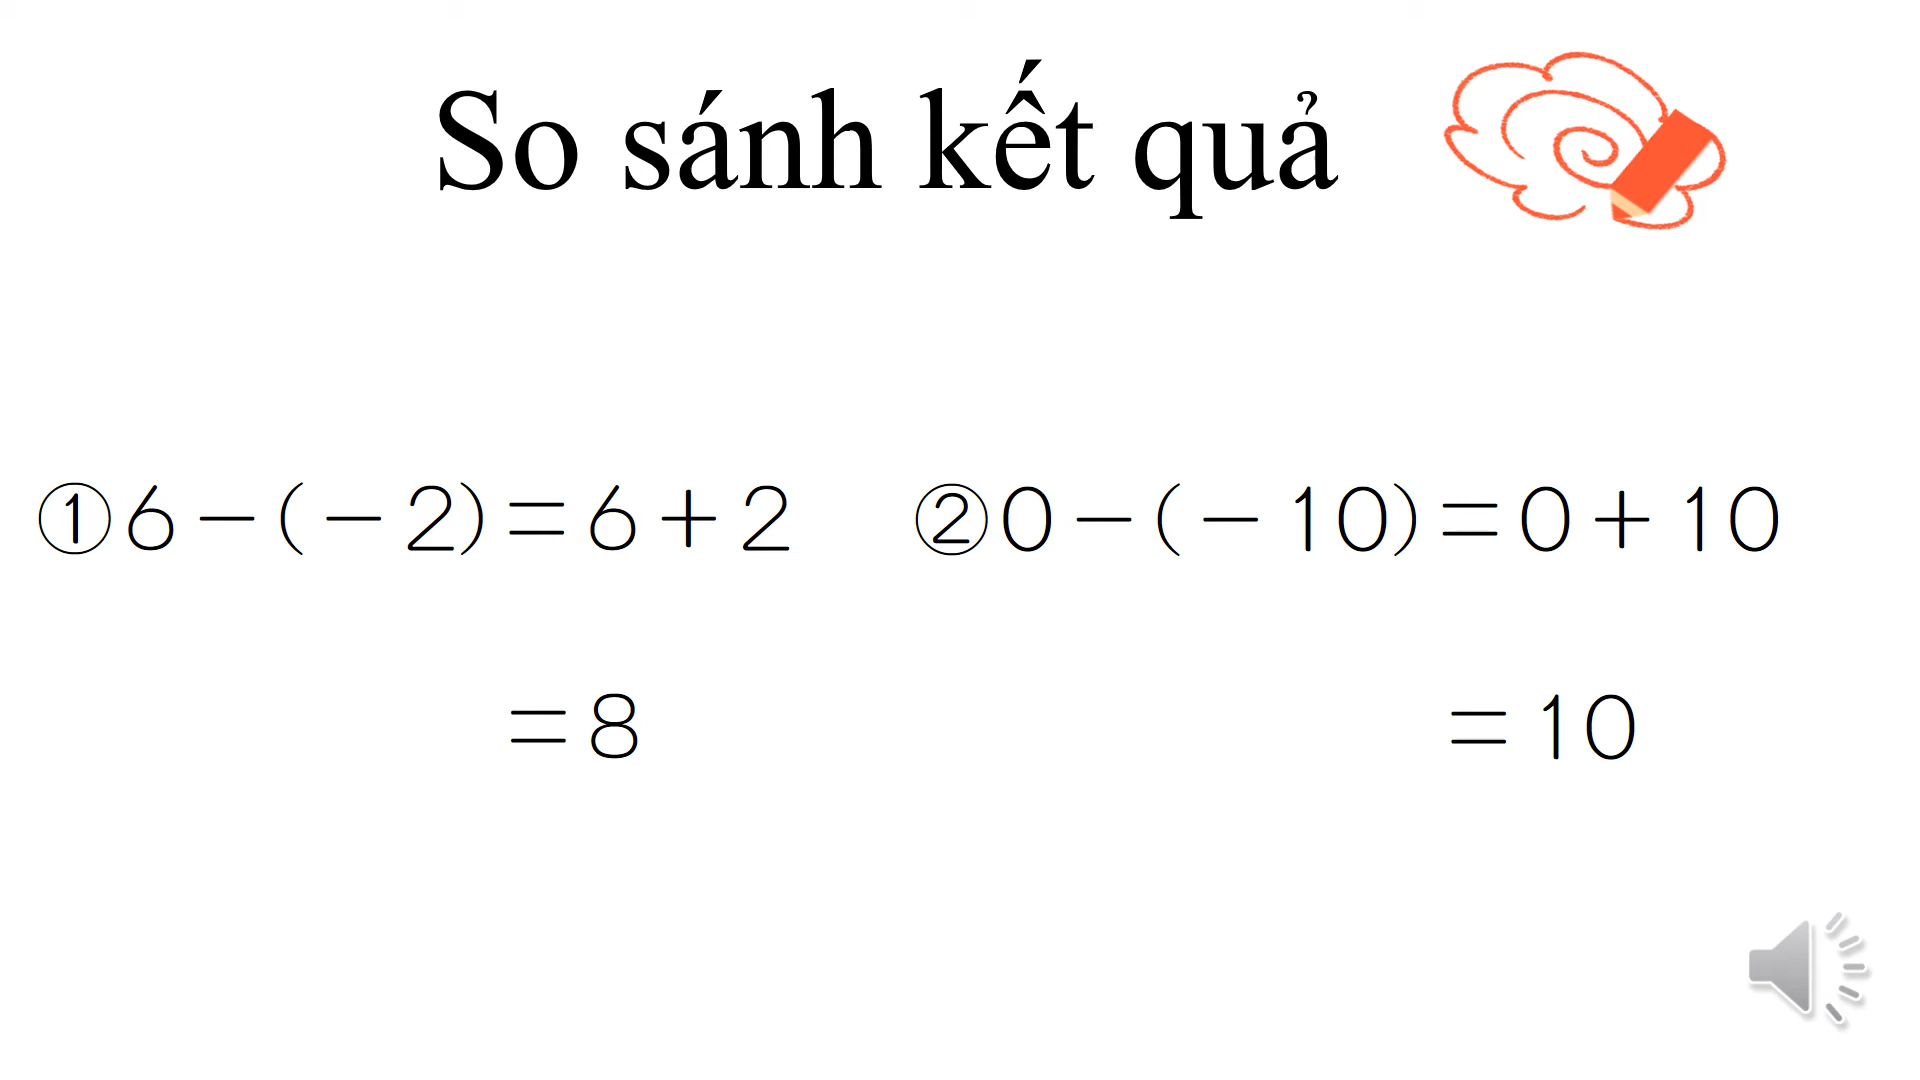 So sánh kết quả
①6－(－2)＝6＋2
＝8
②0－(－10)＝0＋10
＝10